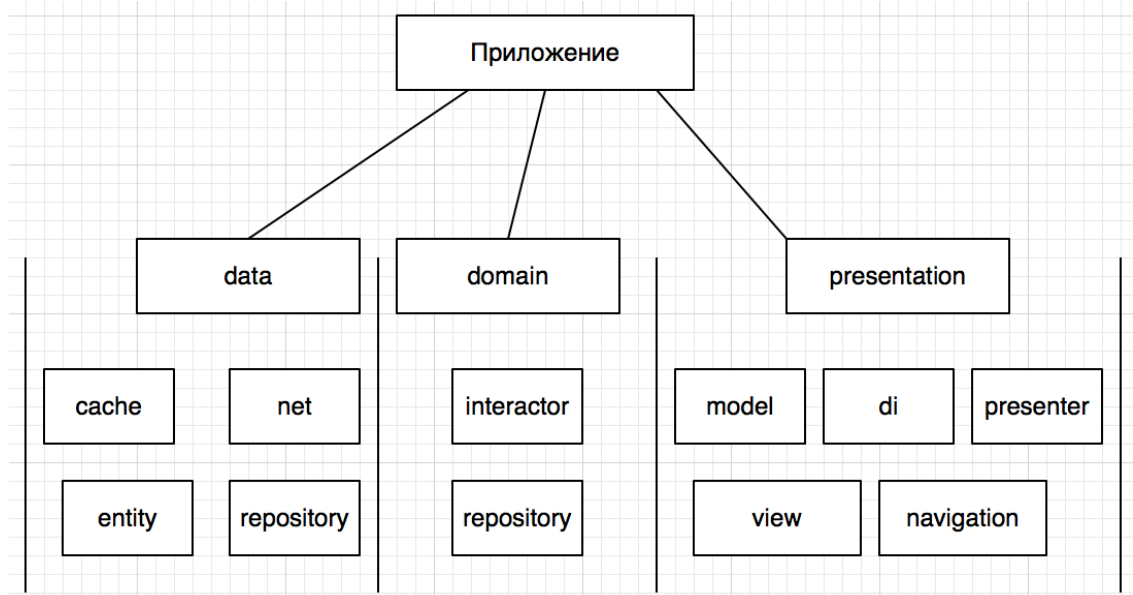 Приложение
data
domain
presentation
cache
net
interactor
model
di
presenter
entity
repository
repository
view
navigation